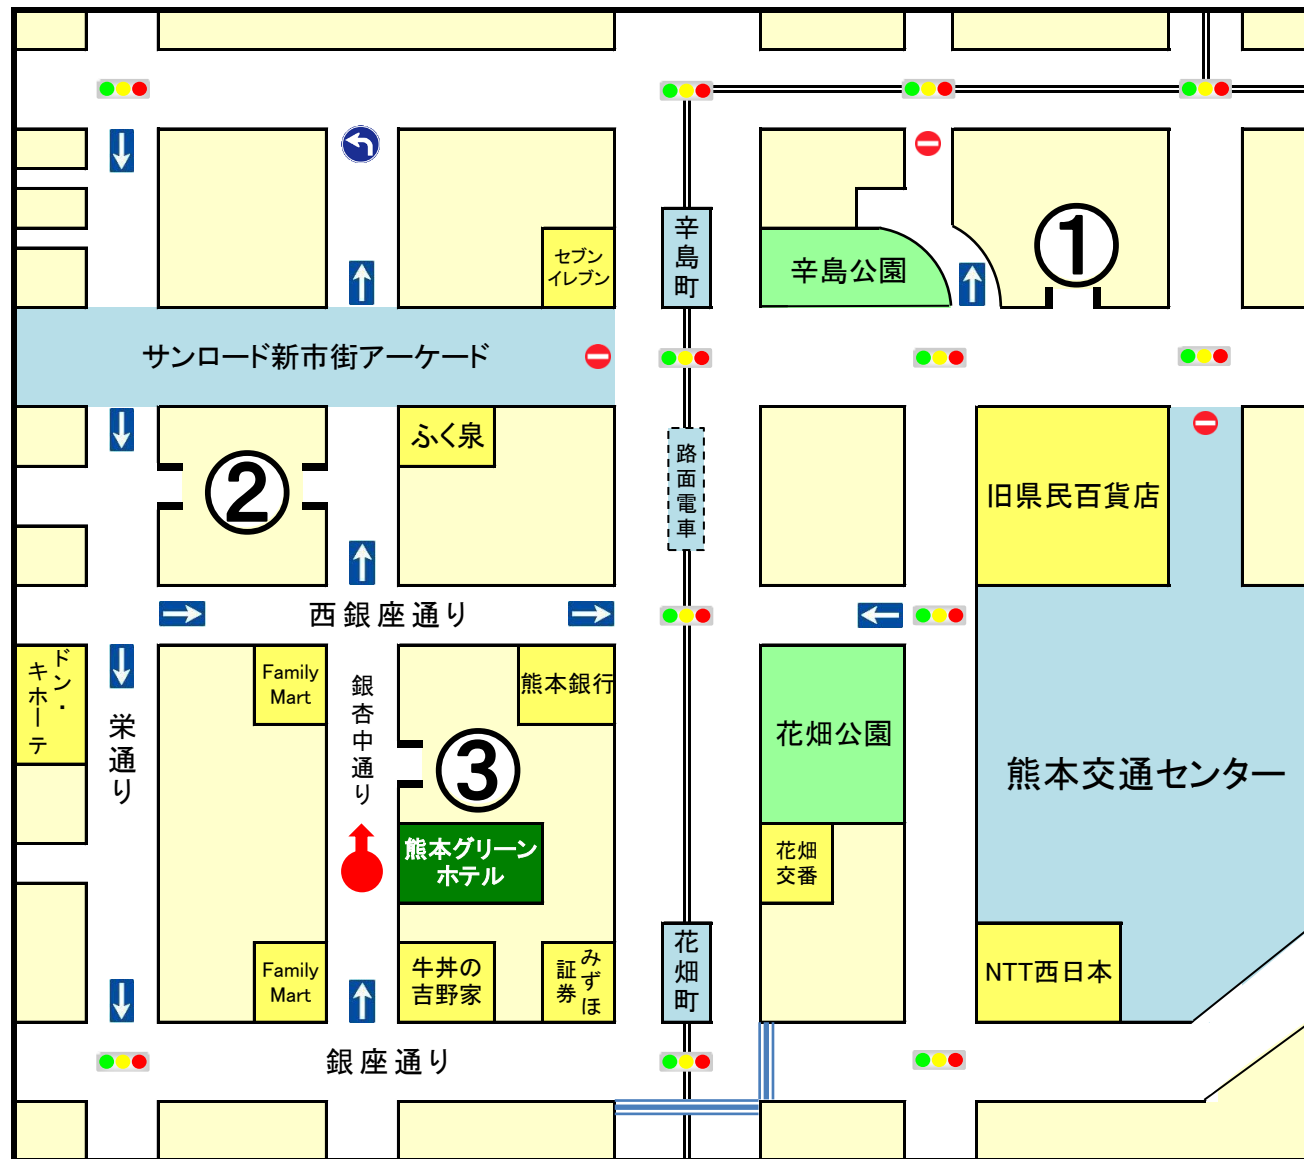 セブン
イレブン
辛島町
辛島公園
①
サンロード新市街アーケード
ふく泉
②
路面電車
旧県民百貨店
西銀座通り
ドン・
キホーテ
栄通り
Family
Mart
銀杏中通り
熊本銀行
③
花畑公園
熊本交通センター
熊本グリーン
ホテル
花畑
交番
Family
Mart
牛丼の
吉野家
みずほ
証券
花畑町
NTT西日本
銀座通り